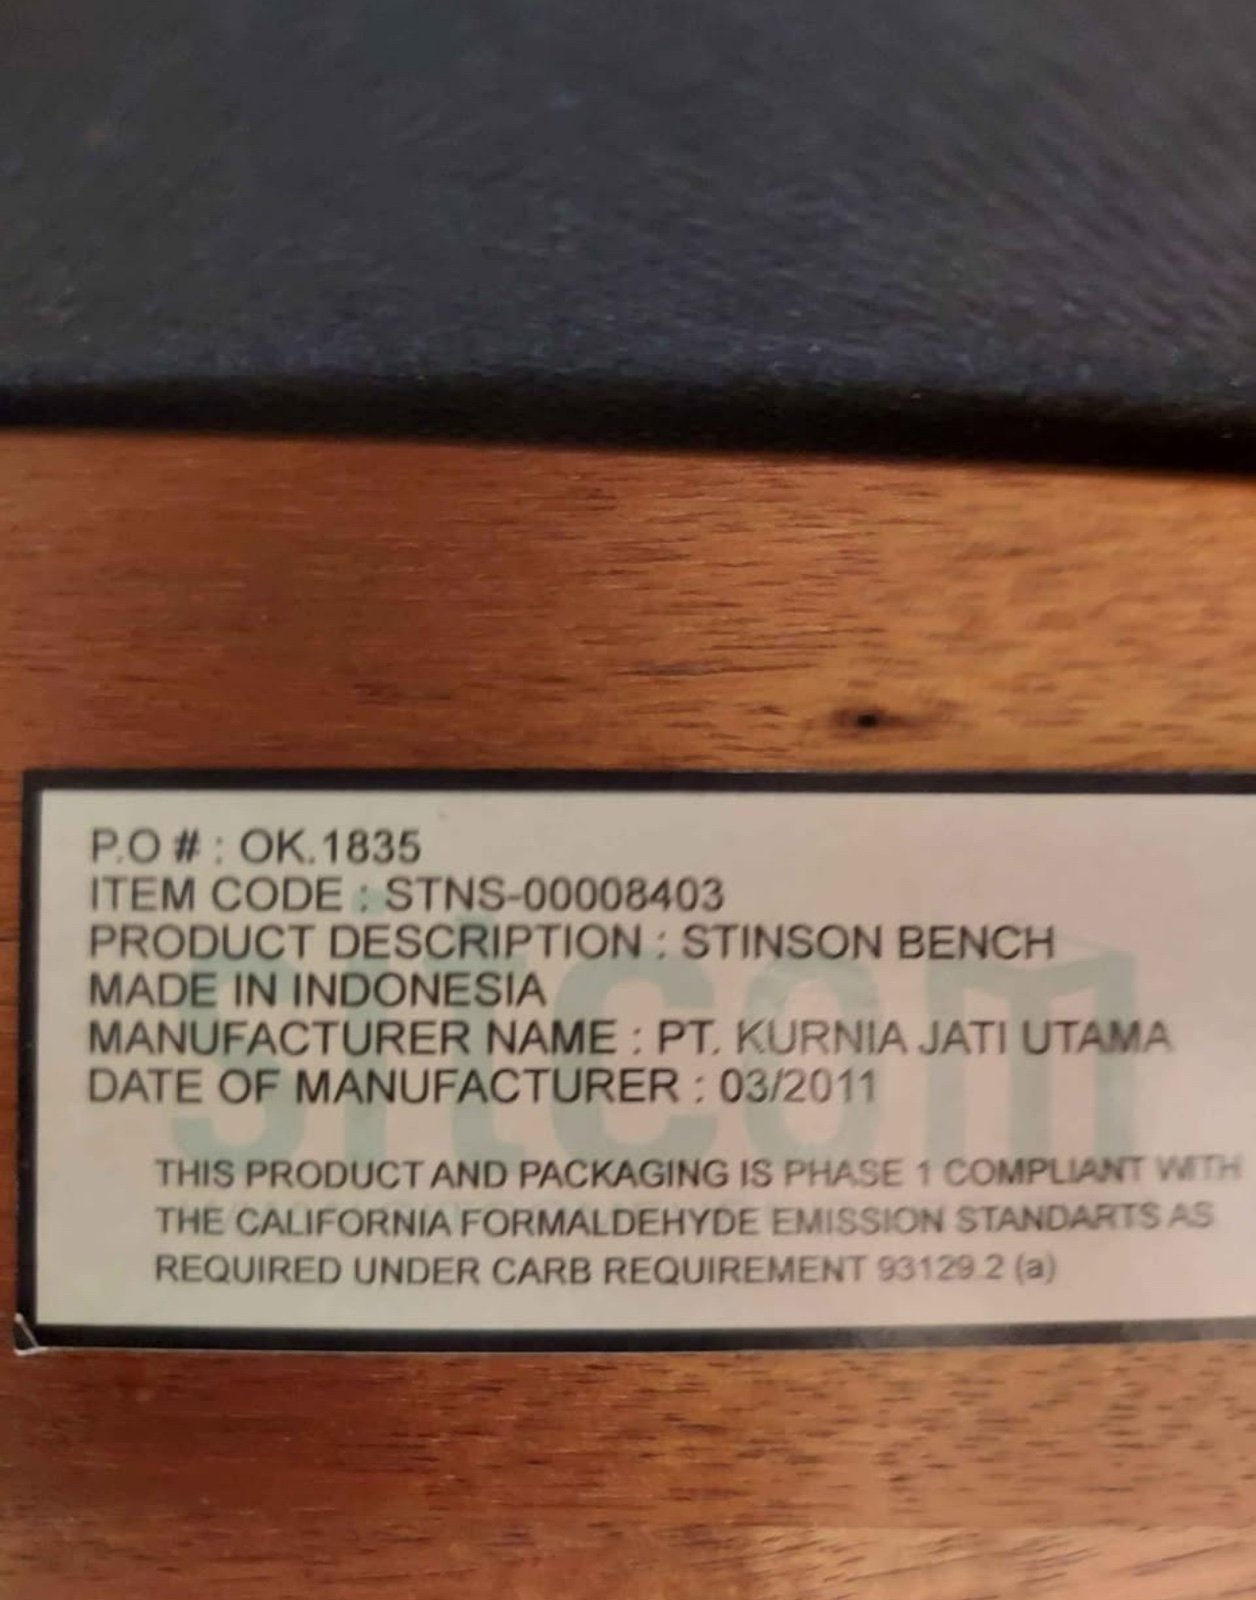 P.O # : OK.1835
ITEM CODE : STNS-00008403
PRODUCT DESCRIPTION : STINSON BENCH
MADE IN INDONESIA
MANUFACTURER NAME : PT. KURNIA JATI UTAMA
DATE OF MANUFACTURER : 03/2011
sitcom
THIS PRODUCT AND PACKAGING IS PHASE 1 COMPLIANT WITH
THE CALIFORNIA FORMALDEHYDE EMISSION STANDARTS AS
REQUIRED UNDER CARB REQUIREMENT 93129.2 (a)